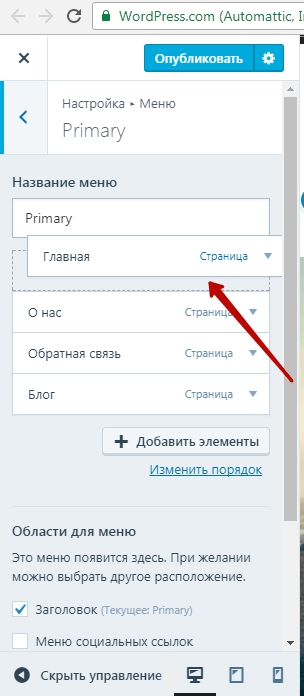 WordPress.com (Automattic, I
Опубликовать
Настройка ▸ Меню
Primary
Название меню
Primary
Главная Страница
О нас Страница
Обратная связь Страница
Блог Страница
Добавить элементы
Изменить порядок
Области для меню
Это меню появится здесь. При желании
можно выбрать другое расположение.
Заголовок (Текущее: Primary)
Меню социальных ссылок
Скрыть управление